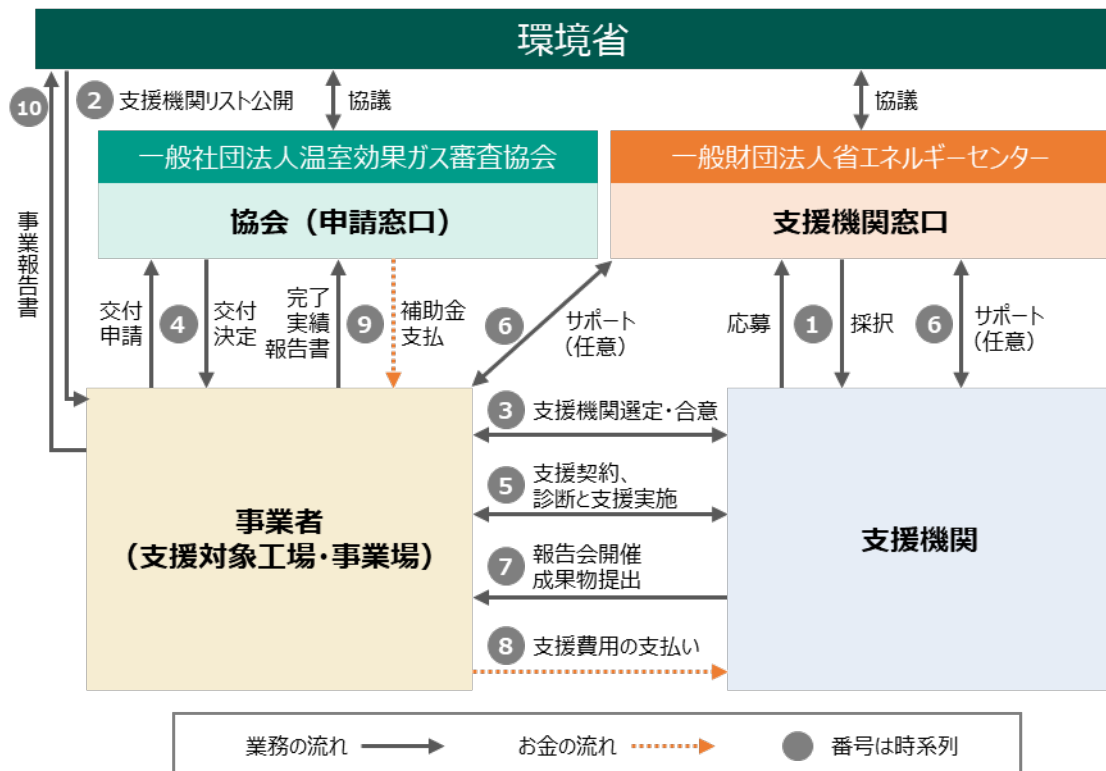 環境省
10
2 支援機関リスト公開
協議
協議
一般社団法人温室効果ガス審査協会
協会（申請窓口）
一般財団法人省エネルギーセンター
支援機関窓口
事業報告書
交付
申請
4
交付
決定
完了
実績
報告書
9
補助金
支払
6
サポート
（任意）
応募
1
採択
6
サポート
（任意）
3 支援機関選定・合意
5 支援契約、
診断と支援実施
7 報告会開催
成果物提出
8 支援費用の支払い
事業者
（支援対象工場・事業場）
支援機関
業務の流れ
お金の流れ
番号は時系列